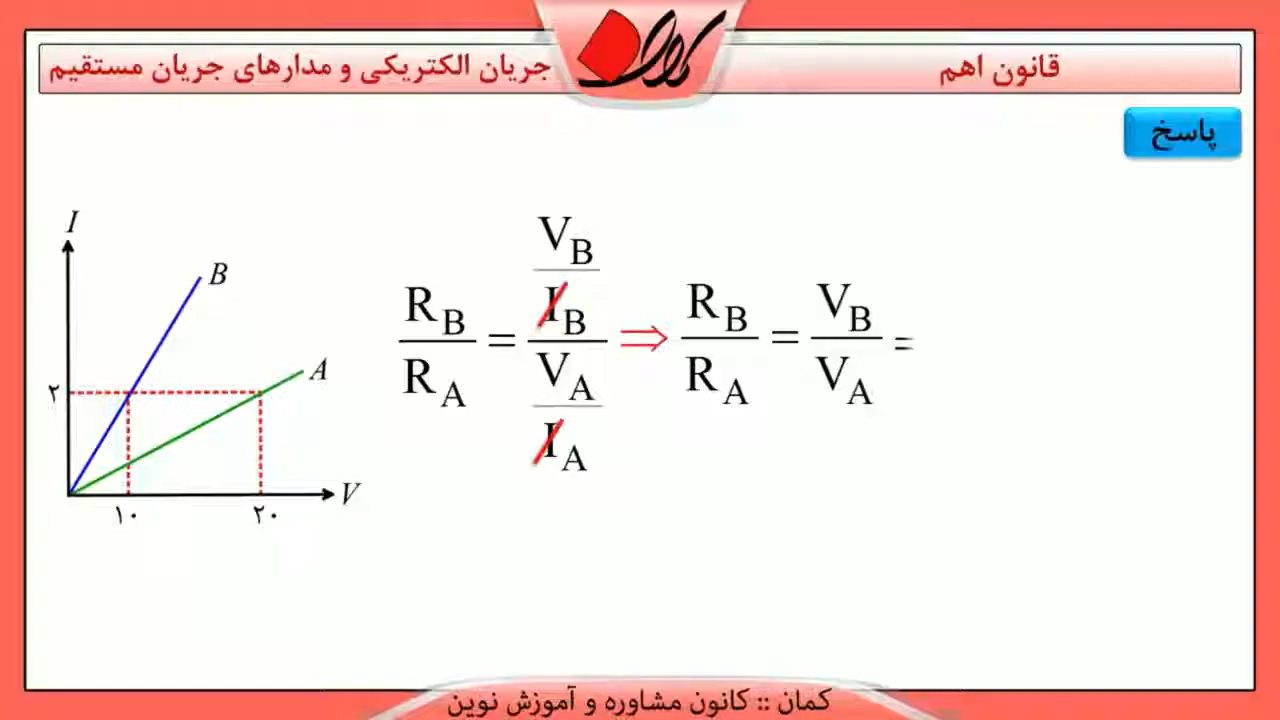 قانون اهم
جریان الکتریکی و مدارهای جریان مستقیم
کمان
پاسخ
I
B
A
۲
V
۱۰ ۲۰
R_B / R_A = (V_B / I_B) / (V_A / I_A) ⇒ R_B / R_A = V_B / V_A =
کمان :: کانون مشاوره و آموزش نوین